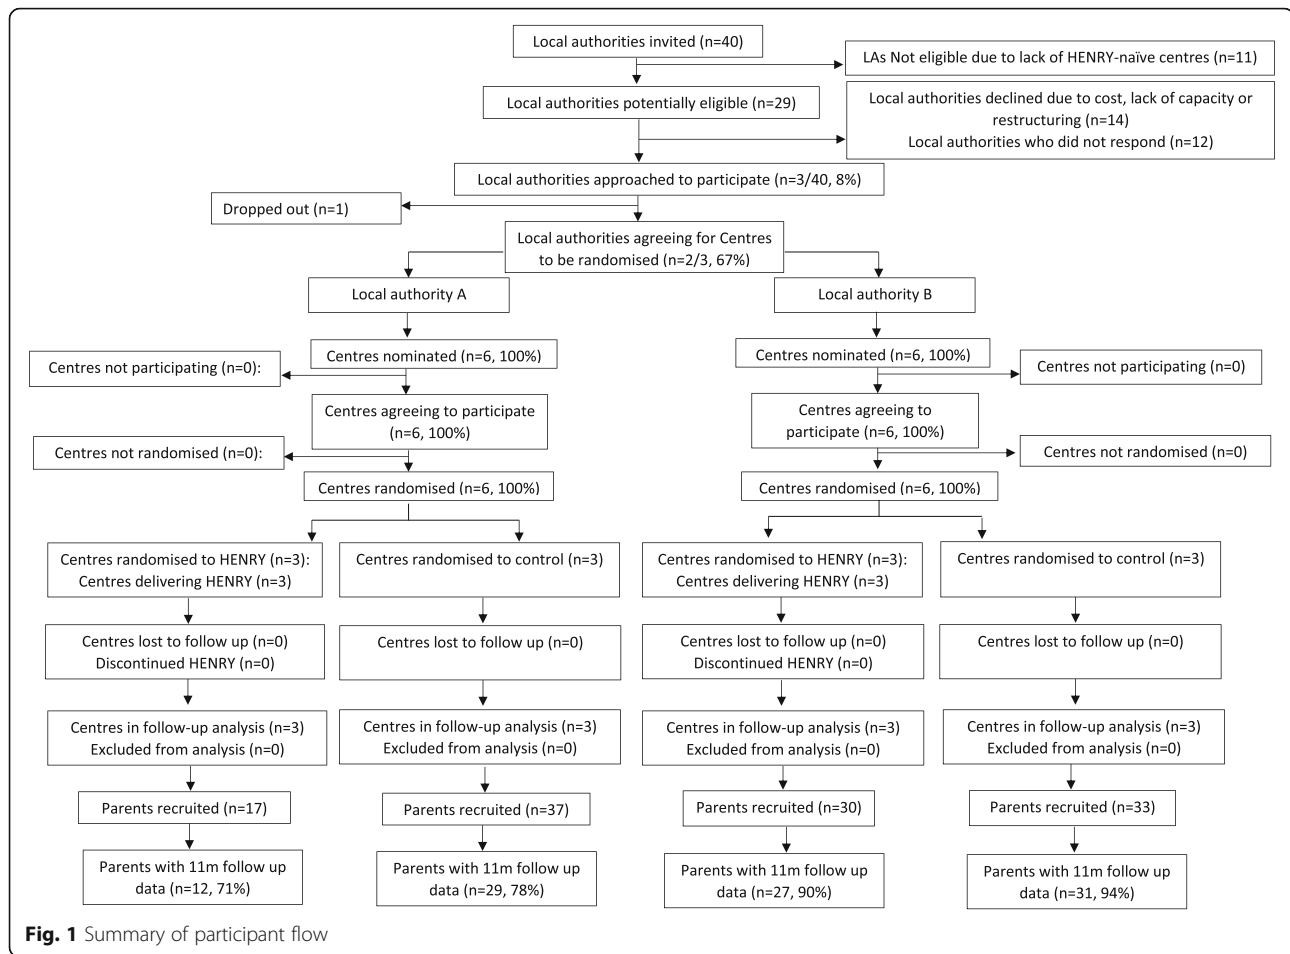 Local authorities invited (n=40)
LAs Not eligible due to lack of HENRY-naïve centres (n=11)
Local authorities potentially eligible (n=29)
Local authorities declined due to cost, lack of capacity or
restructuring (n=14)
Local authorities who did not respond (n=12)
Local authorities approached to participate (n=3/40, 8%)
Dropped out (n=1)
Local authorities agreeing for Centres
to be randomised (n=2/3, 67%)
Local authority A
Local authority B
Centres nominated (n=6, 100%)
Centres nominated (n=6, 100%)
Centres not participating (n=0):
Centres not participating (n=0)
Centres agreeing to participate
(n=6, 100%)
Centres agreeing to
participate (n=6, 100%)
Centres not randomised (n=0):
Centres not randomised (n=0)
Centres randomised (n=6, 100%)
Centres randomised (n=6, 100%)
Centres randomised to HENRY (n=3):
Centres delivering HENRY (n=3)
Centres randomised to control (n=3)
Centres randomised to HENRY (n=3):
Centres delivering HENRY (n=3)
Centres randomised to control (n=3)
Centres lost to follow up (n=0)
Discontinued HENRY (n=0)
Centres lost to follow up (n=0)
Centres lost to follow up (n=0)
Discontinued HENRY (n=0)
Centres lost to follow up (n=0)
Centres in follow-up analysis (n=3)
Excluded from analysis (n=0)
Centres in follow-up analysis (n=3)
Excluded from analysis (n=0)
Centres in follow-up analysis (n=3)
Excluded from analysis (n=0)
Centres in follow-up analysis (n=3)
Excluded from analysis (n=0)
Parents recruited (n=17)
Parents recruited (n=37)
Parents recruited (n=30)
Parents recruited (n=33)
Parents with 11m follow up
data (n=12, 71%)
Parents with 11m follow up
data (n=29, 78%)
Parents with 11m follow up
data (n=27, 90%)
Parents with 11m follow up
data (n=31, 94%)
Fig. 1 Summary of participant flow